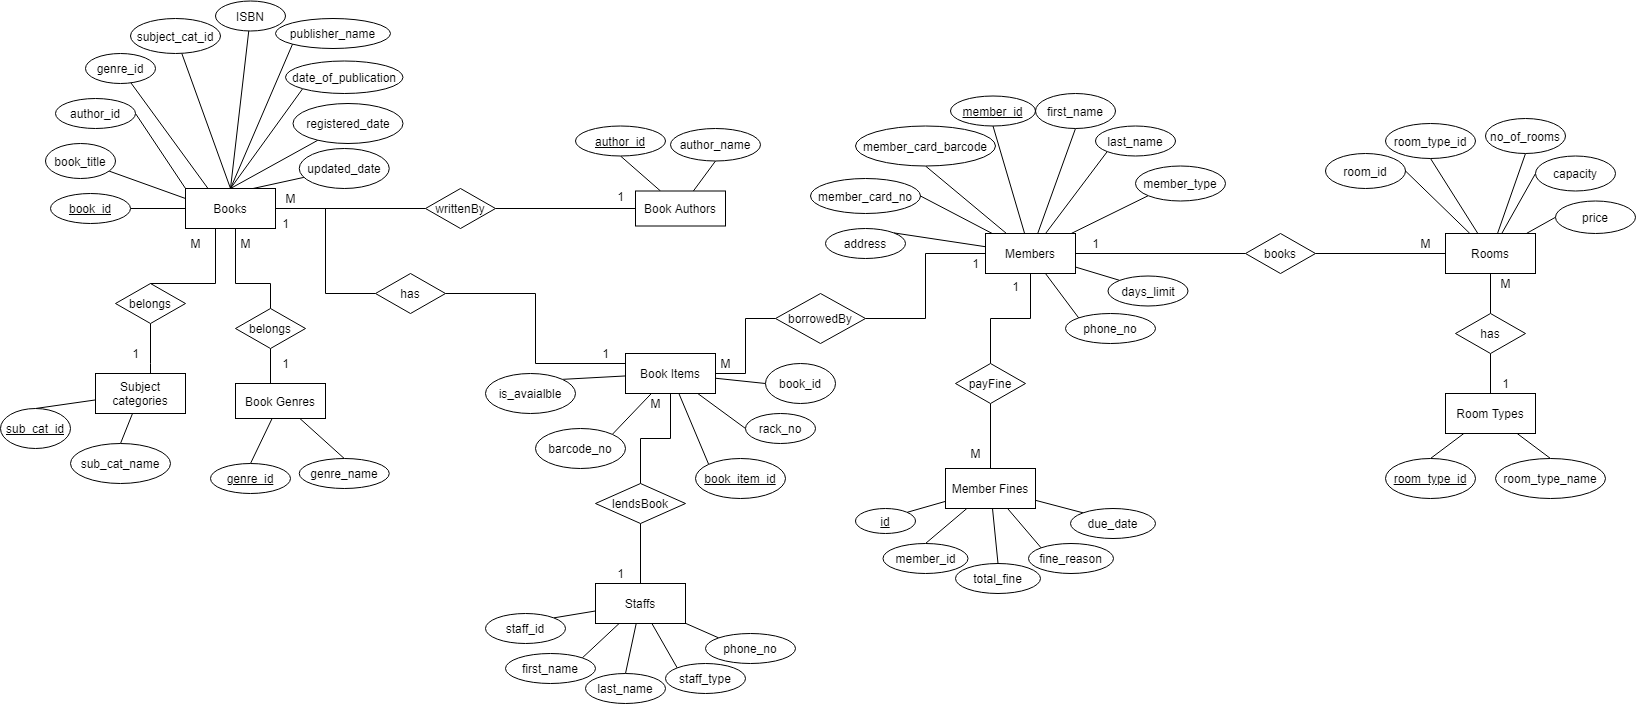 ISBN
subject_cat_id
publisher_name
genre_id
date_of_publication
author_id
registered_date
book_title
updated_date
book_id
Books
M
1
M
M
writtenBy
1
author_id
author_name
Book Authors
belongs
belongs
has
1
1
Subject
categories
sub_cat_id
sub_cat_name
Book Genres
genre_id
genre_name
1
Book Items
M
M
is_avaialble
barcode_no
book_id
rack_no
book_item_id
lendsBook
1
Staffs
staff_id
first_name
last_name
staff_type
phone_no
borrowedBy
member_id
first_name
member_card_barcode
last_name
member_card_no
member_type
address
Members
1
1
1
days_limit
phone_no
payFine
M
Member Fines
id
member_id
total_fine
fine_reason
due_date
books
M
room_type_id
no_of_rooms
room_id
capacity
price
Rooms
M
has
1
Room Types
room_type_id
room_type_name